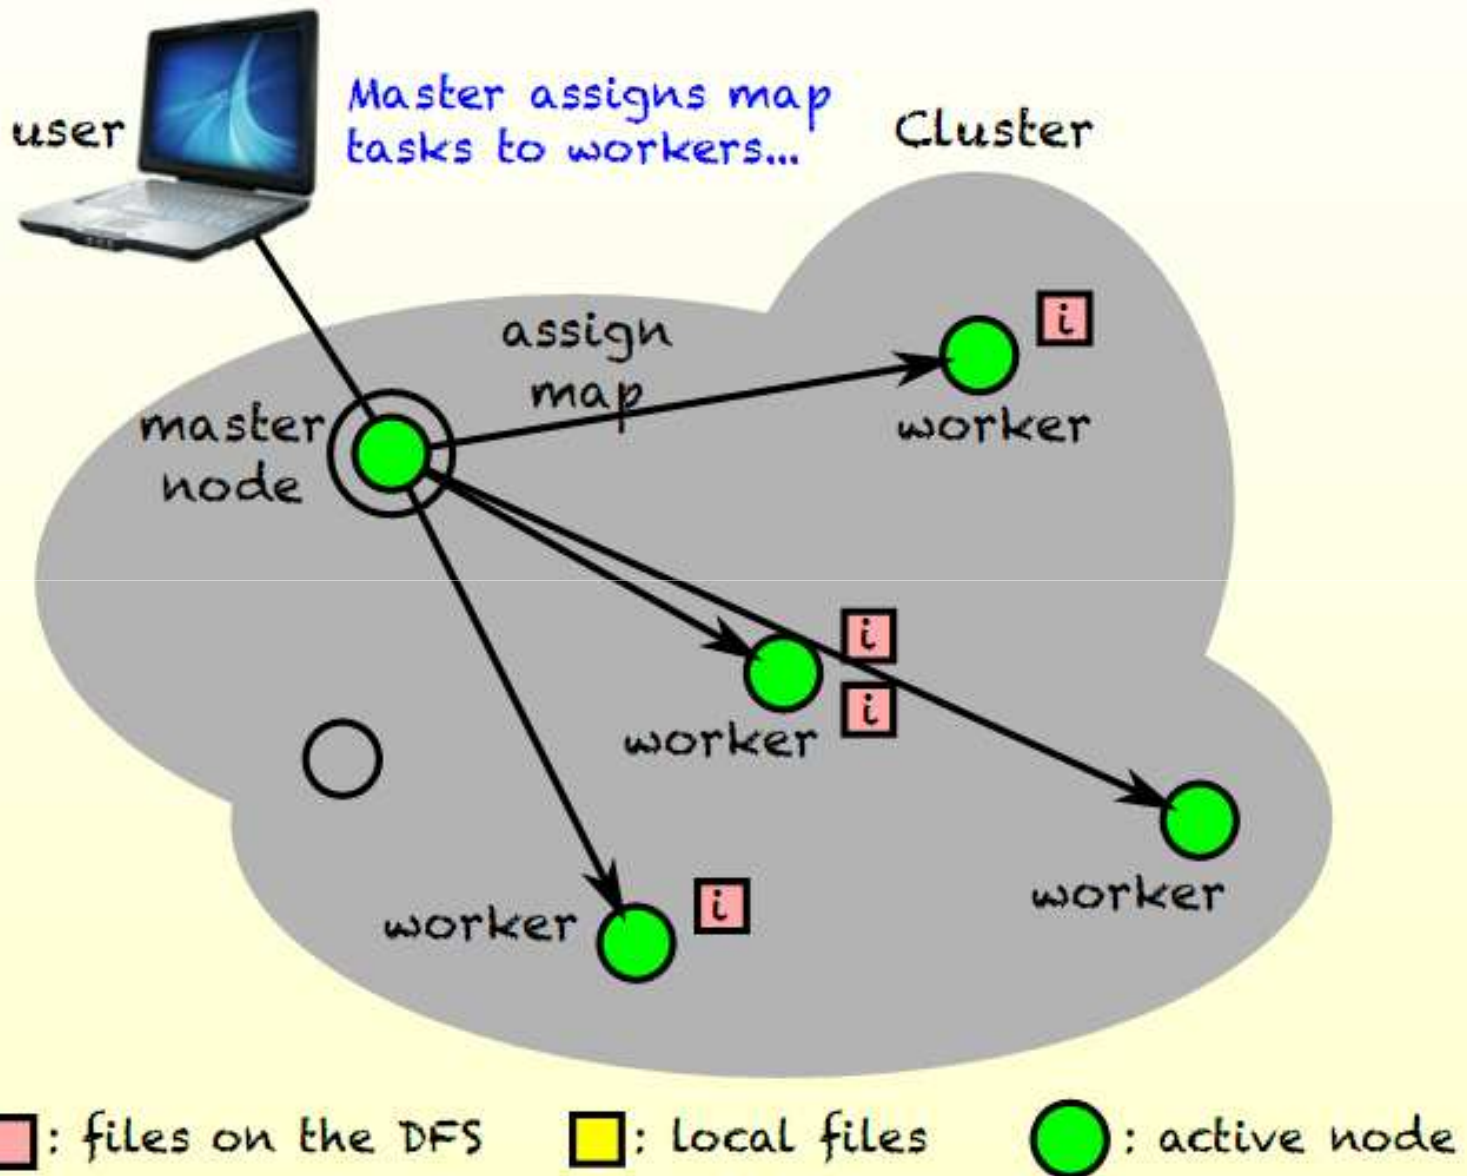 user
Master assigns map
tasks to workers...
Cluster
assign
map
i
worker
master
node
i
i
worker
worker
i
worker
: files on the DFS
: local files
: active node